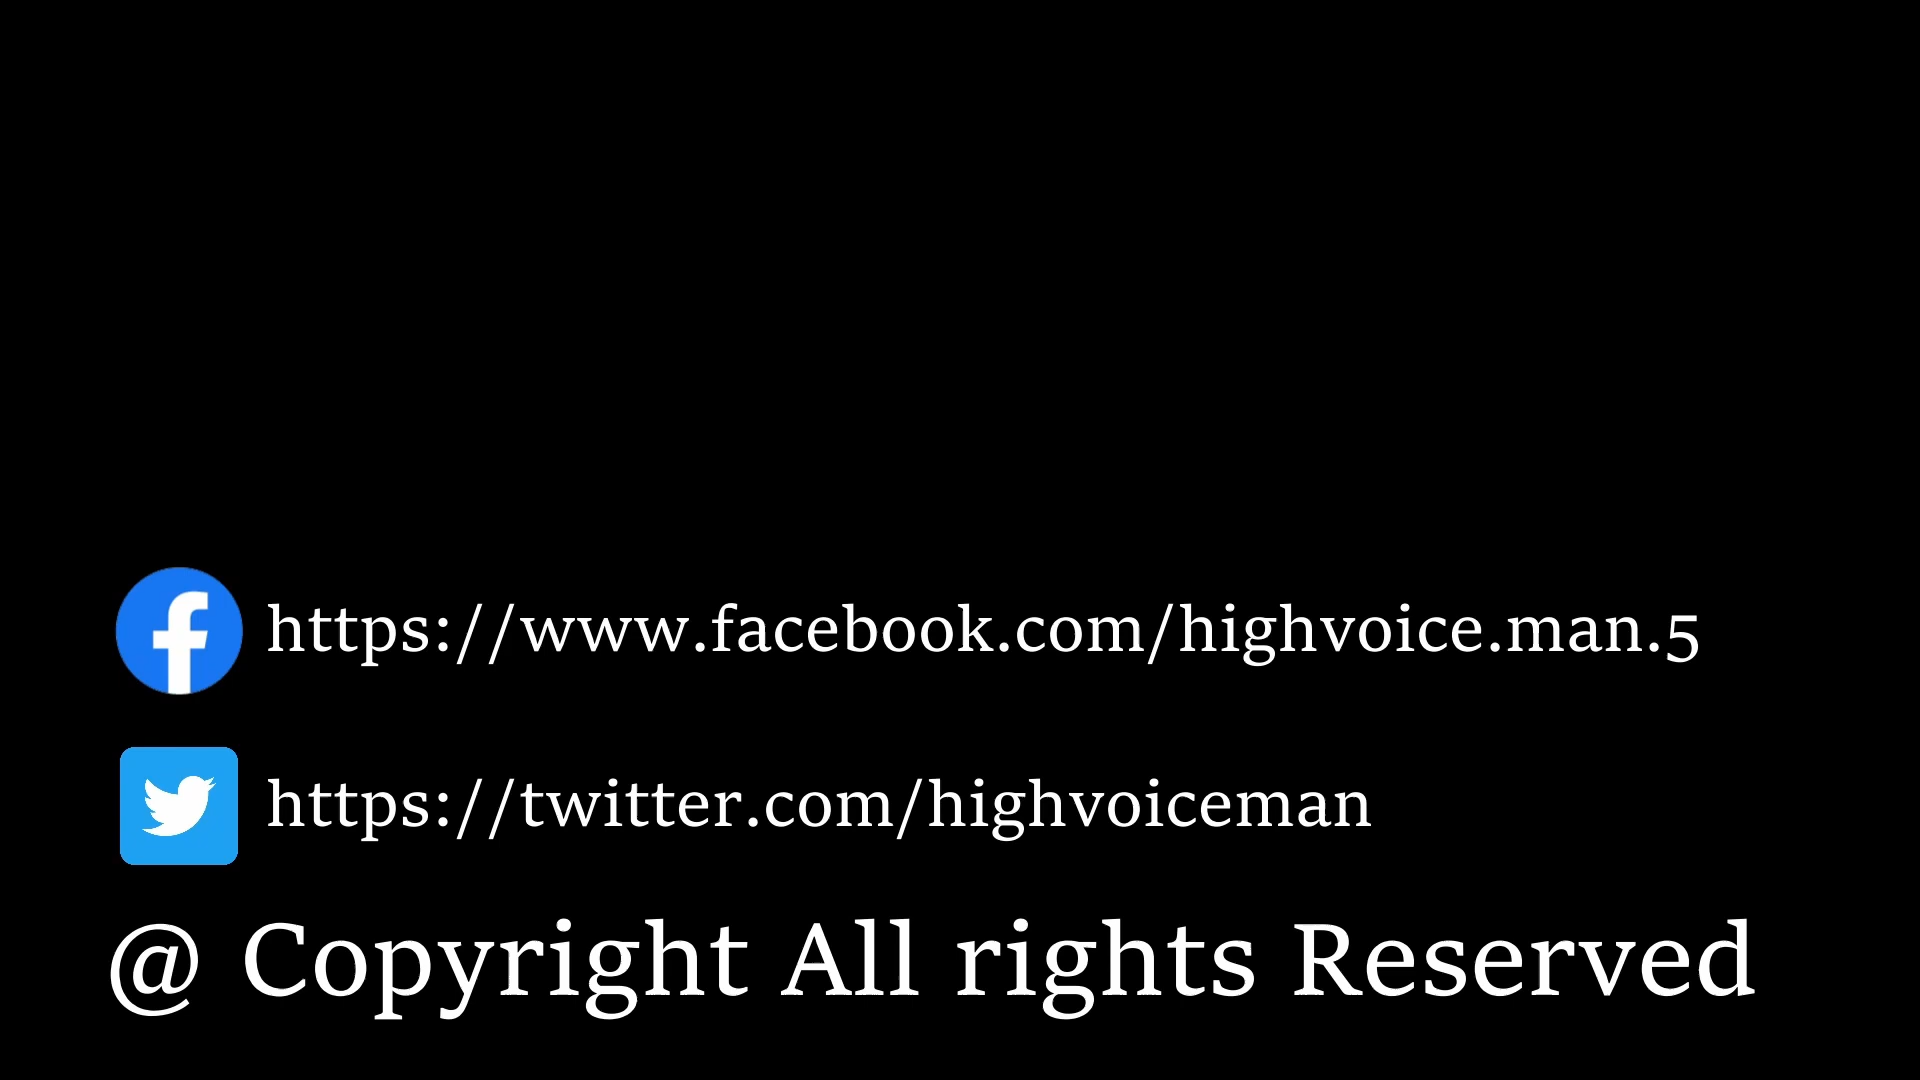 https://www.facebook.com/highvoice.man.5
https://twitter.com/highvoiceman
@ Copyright All rights Reserved